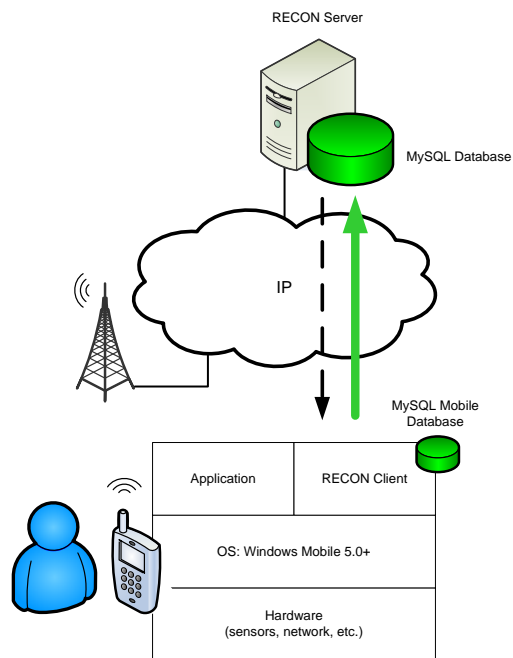 RECON Server
MySQL Database
IP
MySQL Mobile
Database
Application
RECON Client
OS: Windows Mobile 5.0+
Hardware
(sensors, network, etc.)